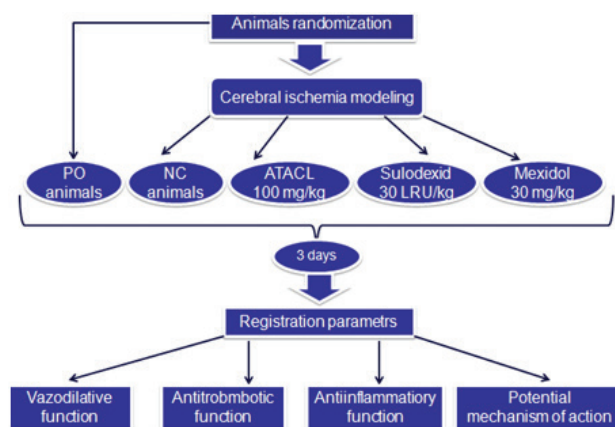 Animals randomization
Cerebral ischemia modeling
PO
animals
NC
animals
ATACL
100 mg/kg
Sulodexid
30 LRU/kg
Mexidol
30 mg/kg
3 days
Registration parametrs
Vazodilative
function
Antitrobmbotic
function
Antiinflammatiory
function
Potential
mechanism of action